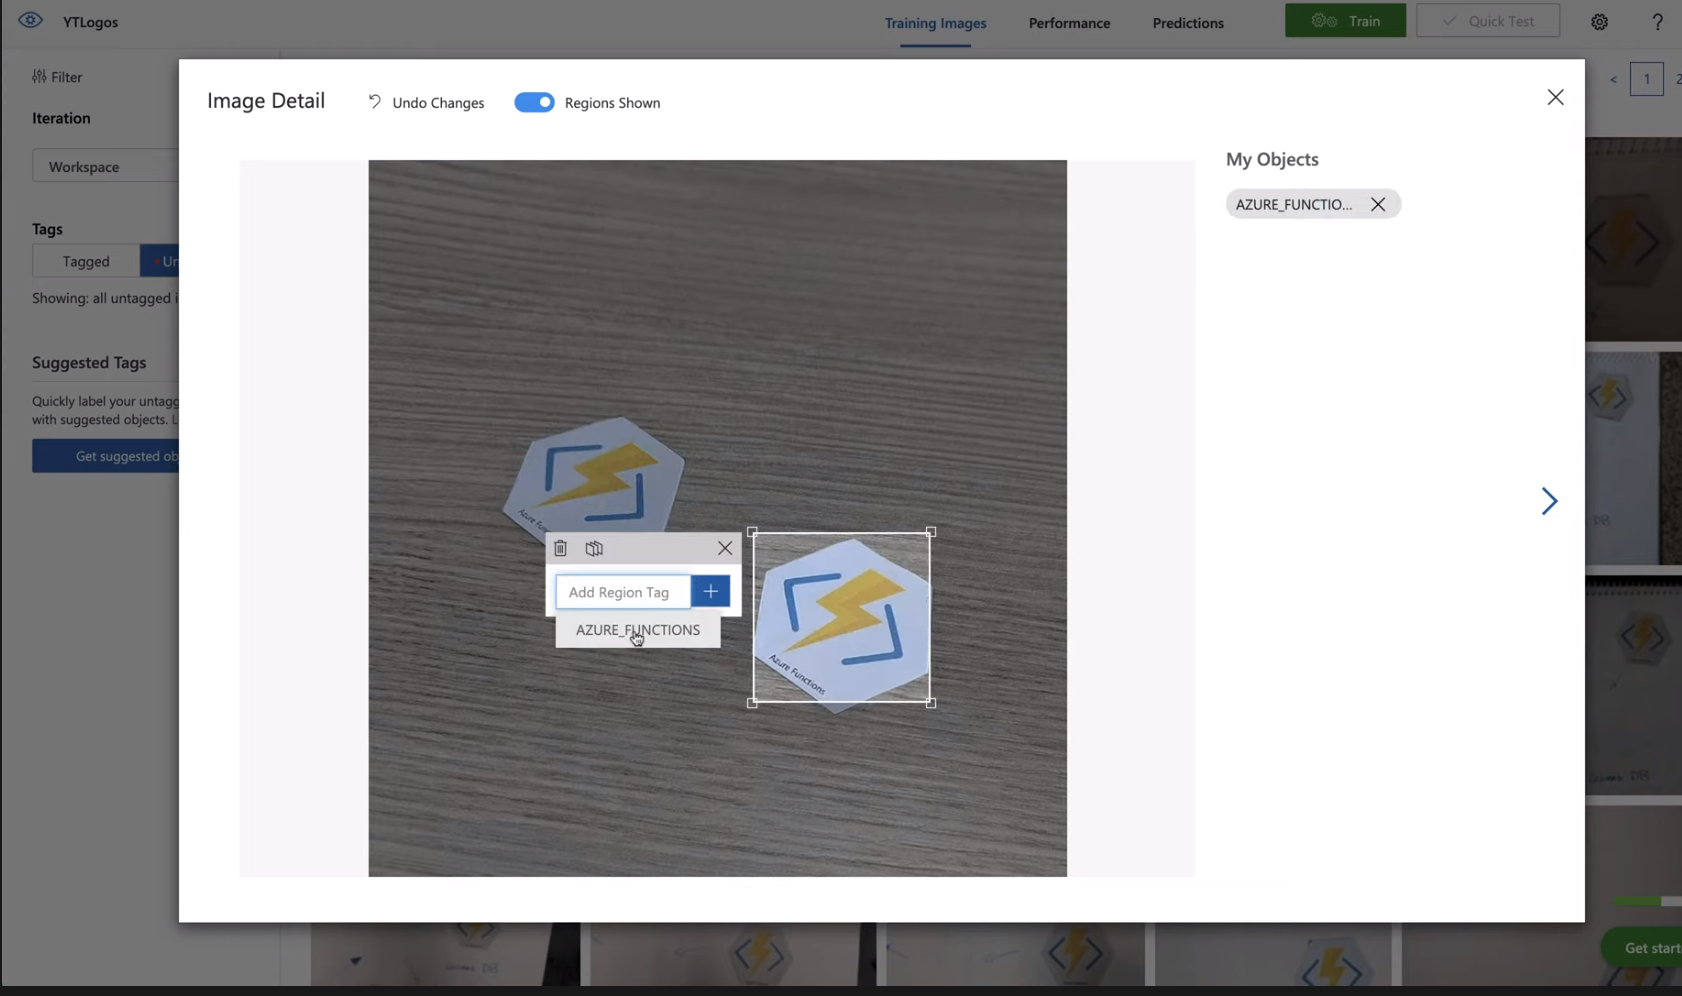 YTLogos
Training Images
Performance
Predictions
Train
Quick Test
?
Filter
Iteration
Workspace
Tags
Tagged
Un
Showing: all untagged i
Suggested Tags
Quickly label your untagg
with suggested objects. L
Get suggested ob
Image Detail
Undo Changes
Regions Shown
My Objects
AZURE_FUNCTIO...
< 1 2
Azure Func
Add Region Tag
+
AZURE_FUNCTIONS
Azure Functions
DB
Get start